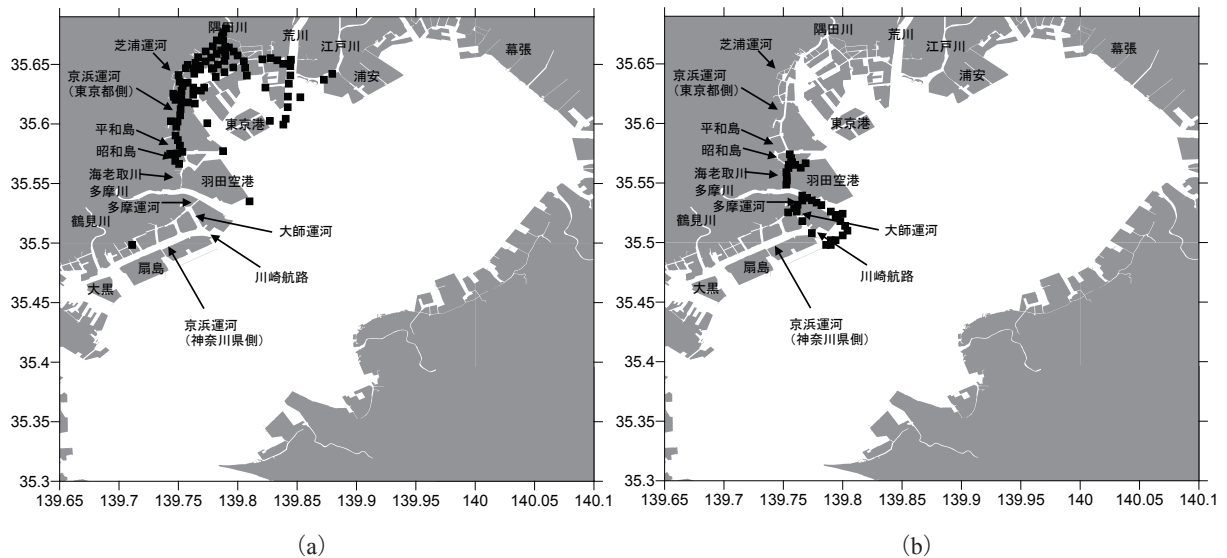 隅田川
荒川
江戸川
幕張
芝浦運河
浦安
京浜運河
（東京都側）
東京港
平和島
昭和島
海老取川
羽田空港
多摩川
多摩運河
鶴見川
大師運河
扇島
川崎航路
大黒
京浜運河
（神奈川県側）
35.65
35.6
35.55
35.5
35.45
35.4
35.35
35.3
139.65 139.7 139.75 139.8 139.85 139.9 139.95 140 140.05 140.1
(a)
隅田川
荒川
江戸川
幕張
芝浦運河
浦安
京浜運河
（東京都側）
東京港
平和島
昭和島
海老取川
羽田空港
多摩川
多摩運河
鶴見川
大師運河
扇島
川崎航路
大黒
京浜運河
（神奈川県側）
35.65
35.6
35.55
35.5
35.45
35.4
35.35
35.3
139.65 139.7 139.75 139.8 139.85 139.9 139.95 140 140.05 140.1
(b)